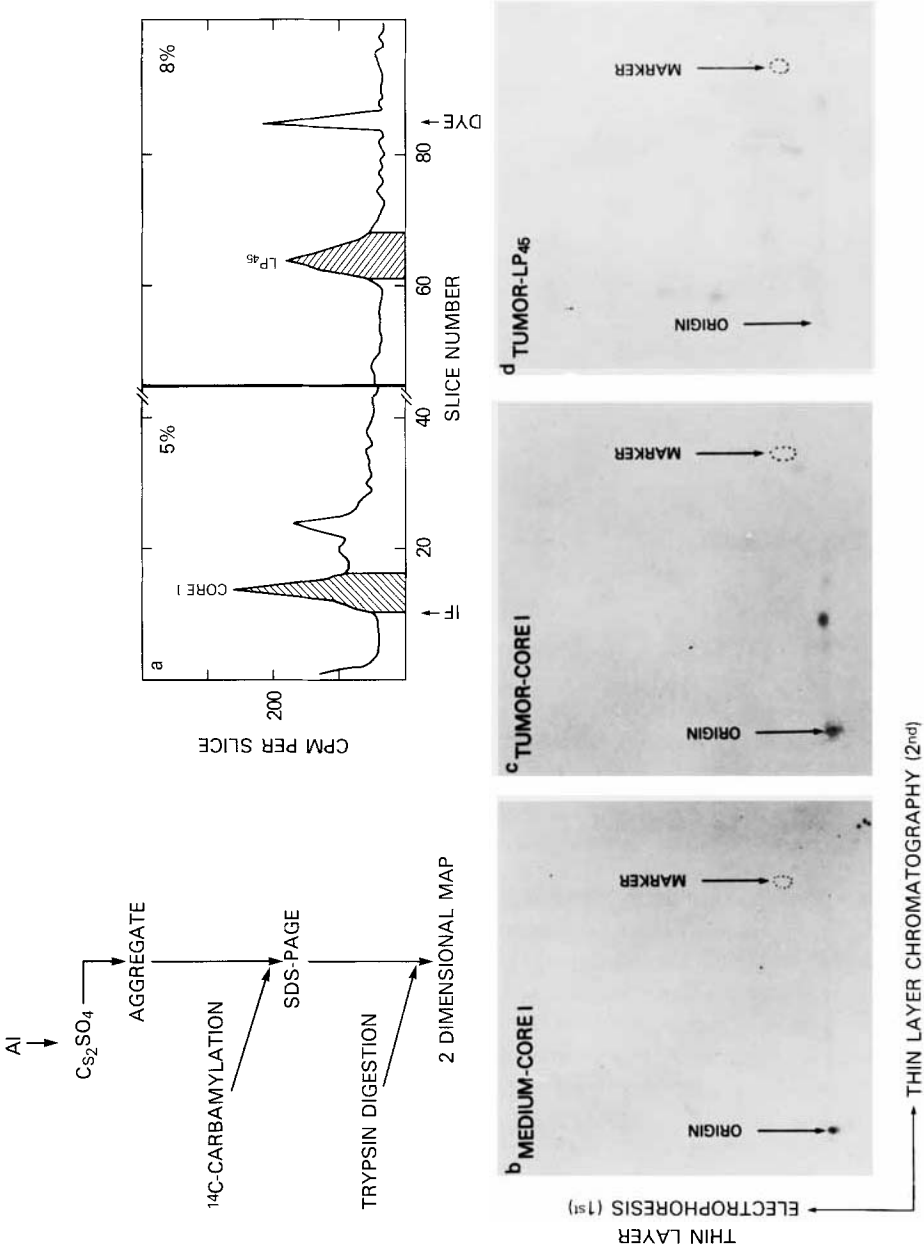 AI
Cs2SO4
AGGREGATE
14C-CARBAMYLATION
SDS-PAGE
TRYPSIN DIGESTION
2 DIMENSIONAL MAP
a
5%
8%
CORE 1
LP45
CPM PER SLICE
200
20
40
60
80
IF
DYE
SLICE NUMBER
b MEDIUM-CORE I
ORIGIN
MARKER
c TUMOR-CORE I
ORIGIN
MARKER
d TUMOR-LP45
ORIGIN
MARKER
THIN LAYER
ELECTROPHORESIS (1st)
THIN LAYER CHROMATOGRAPHY (2nd)